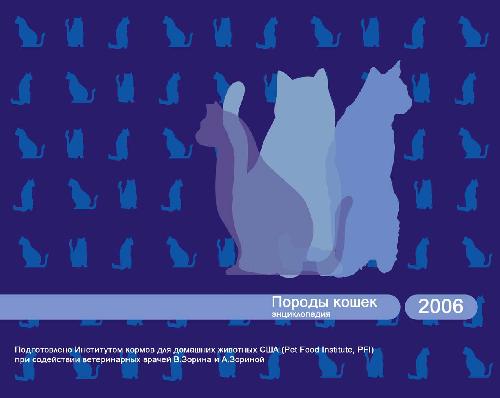 Породы кошек
энциклопедия
2006
Подготовлено Институтом кормов для домашних животных США (Pet Food Institute, PFI)
при содействии ветеринарных врачей В.Зорина и А.Зориной